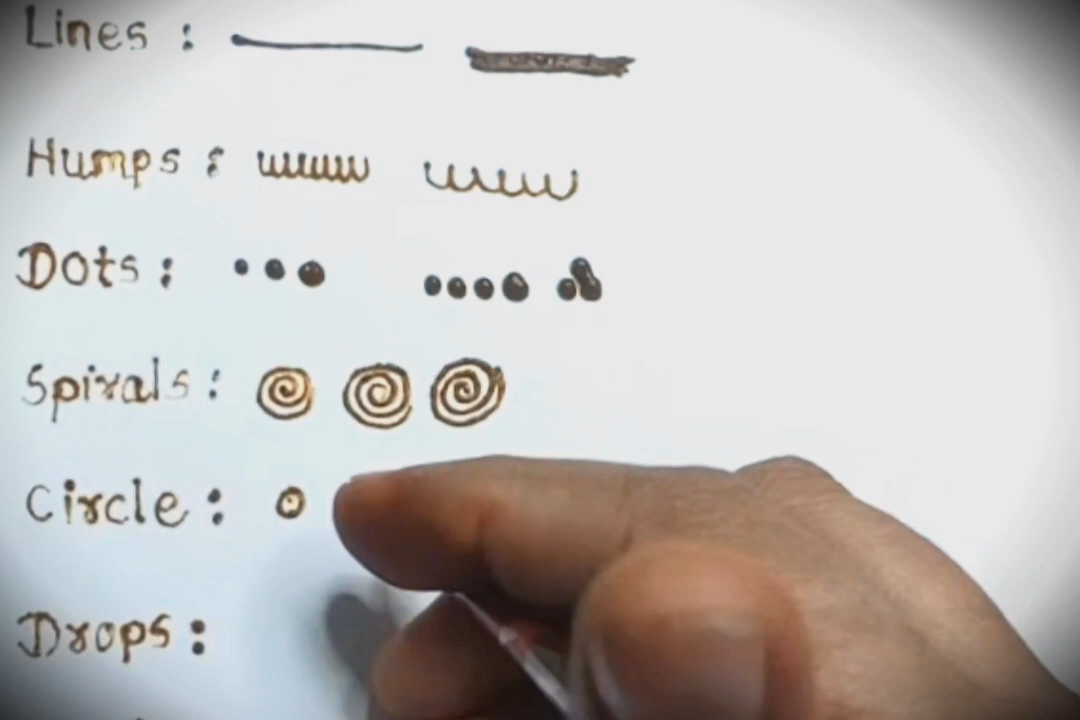 Lines :
Humps :
Dots :
Spirals :
Circle :
Drops :